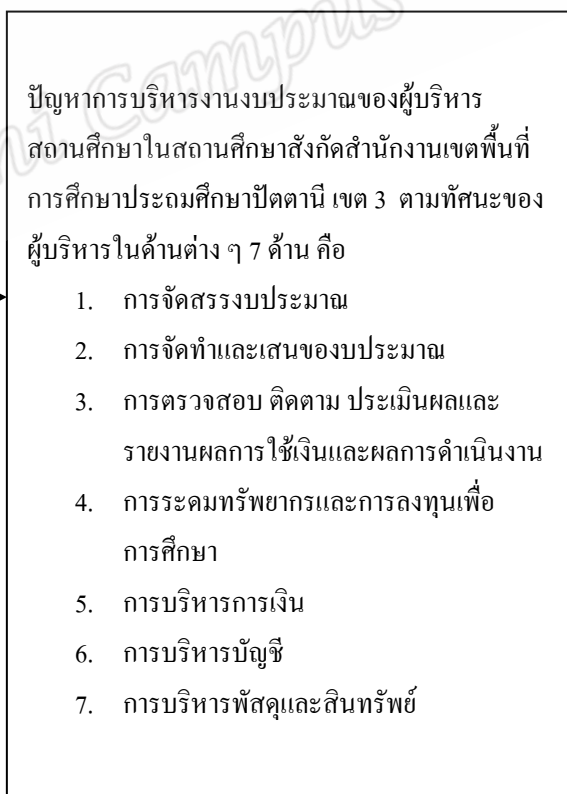 ปัญหาการบริหารงานงบประมาณของผู้บริหาร
สถานศึกษาในสถานศึกษาสังกัดสำนักงานเขตพื้นที่
การศึกษาประถมศึกษาปัตตานี เขต 3 ตามทัศนะของ
ผู้บริหารในด้านต่าง ๆ 7 ด้าน คือ
1. การจัดสรรงบประมาณ
2. การจัดทำและเสนของบประมาณ
3. การตรวจสอบ ติดตาม ประเมินผลและ
รายงานผลการใช้เงินและผลการดำเนินงาน
4. การระดมทรัพยากรและการลงทุนเพื่อ
การศึกษา
5. การบริหารการเงิน
6. การบริหารบัญชี
7. การบริหารพัสดุและสินทรัพย์